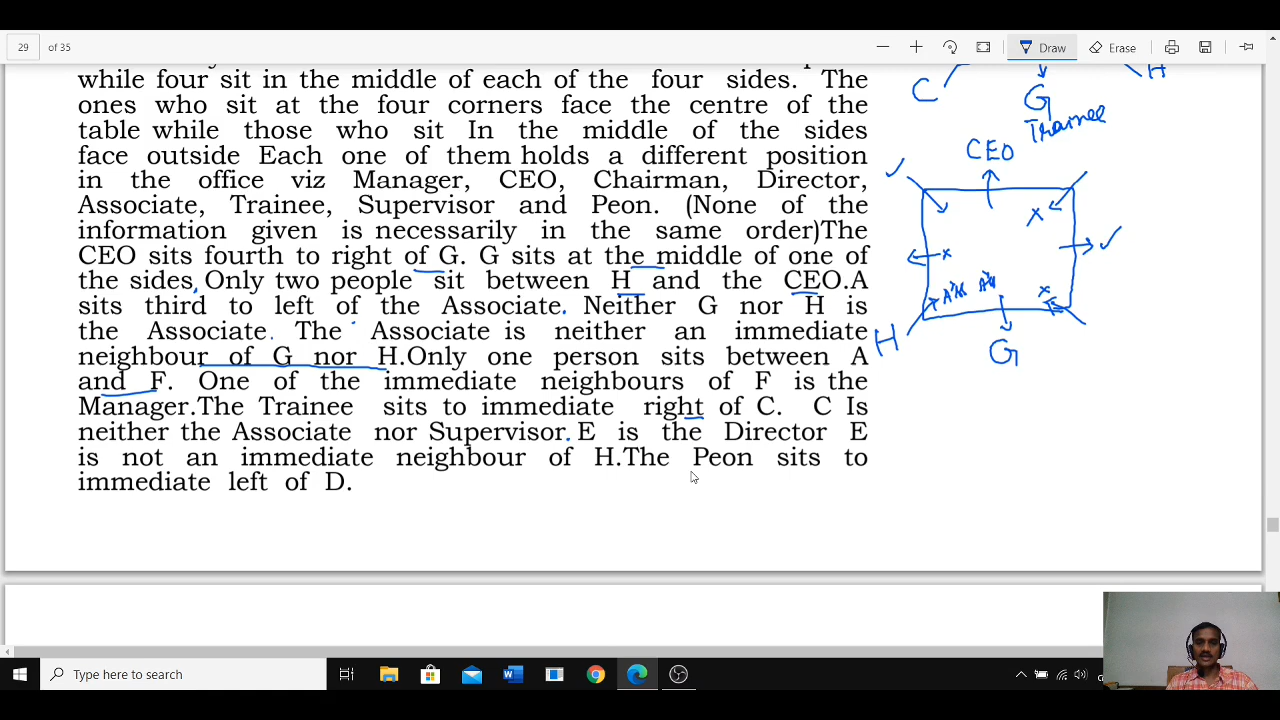 29 of 35
Draw
Erase
while four sit in the middle of each of the four sides. The
ones who sit at the four corners face the centre of the
table while those who sit In the middle of the sides
face outside Each one of them holds a different position
in the office viz Manager, CEO, Chairman, Director,
Associate, Trainee, Supervisor and Peon. (None of the
information given is necessarily in the same order)The
CEO sits fourth to right of G. G sits at the middle of one of
the sides,Only two people sit between H and the CEO.A
sits third to left of the Associate. Neither G nor H is
the Associate. The Associate is neither an immediate
neighbour of G nor H.Only one person sits between A
and F. One of the immediate neighbours of F is the
Manager.The Trainee sits to immediate right of C. C Is
neither the Associate nor Supervisor.E is the Director E
is not an immediate neighbour of H.The Peon sits to
immediate left of D.
C
G
H
Trainee
CEO
H
G
Type here to search